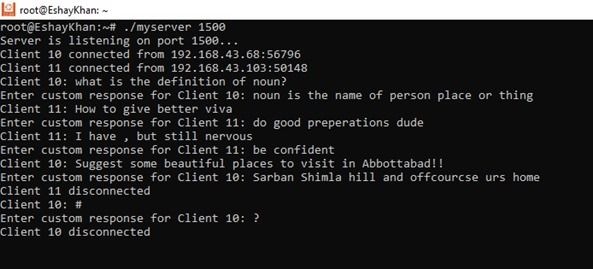 root@EshayKhan: ~
root@EshayKhan:~# ./myserver 1500
Server is listening on port 1500...
Client 10 connected from 192.168.43.68:56796
Client 11 connected from 192.168.43.103:50148
Client 10: what is the definition of noun?
Enter custom response for Client 10: noun is the name of person place or thing
Client 11: How to give better viva
Enter custom response for Client 11: do good preperations dude
Client 11: I have , but still nervous
Enter custom response for Client 11: be confident
Client 10: Suggest some beautiful places to visit in Abbottabad!!
Enter custom response for Client 10: Sarban Shimla hill and offcourcse urs home
Client 11 disconnected
Client 10: #
Enter custom response for Client 10: ?
Client 10 disconnected